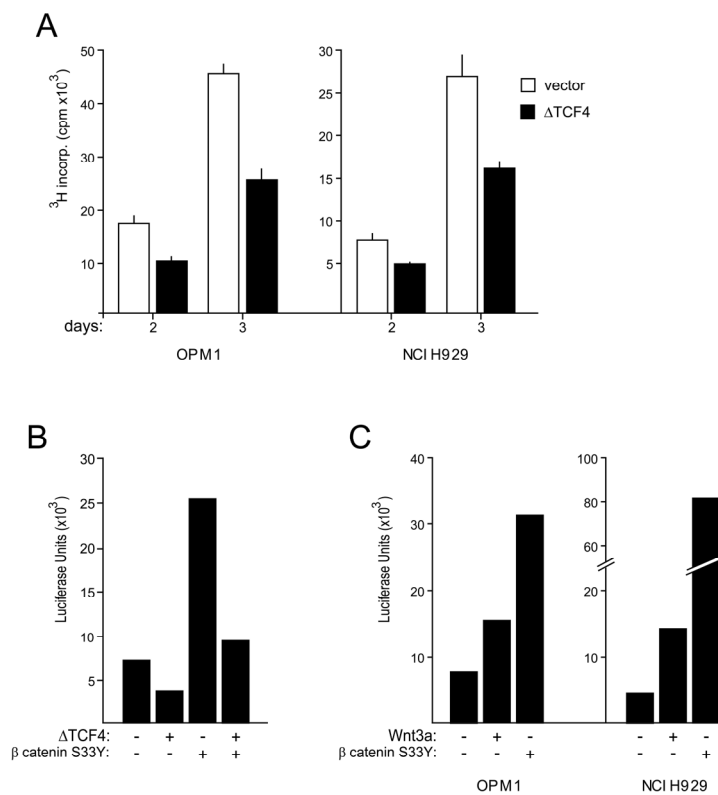 A
50
40
30
20
10
³H incorp. (cpm x10³)
30
25
20
15
10
5
vector
ΔTCF4
days: 2 3 2 3
OPM1 NCI H929
B
30
25
20
15
10
5
Luciferase Units (x10³)
ΔTCF4: - + - +
β catenin S33Y: - - + +
C
40
30
20
10
Luciferase Units (x10³)
100
80
60
20
10
Wnt3a: - + - - + -
β catenin S33Y: - - + - - +
OPM1 NCI H929